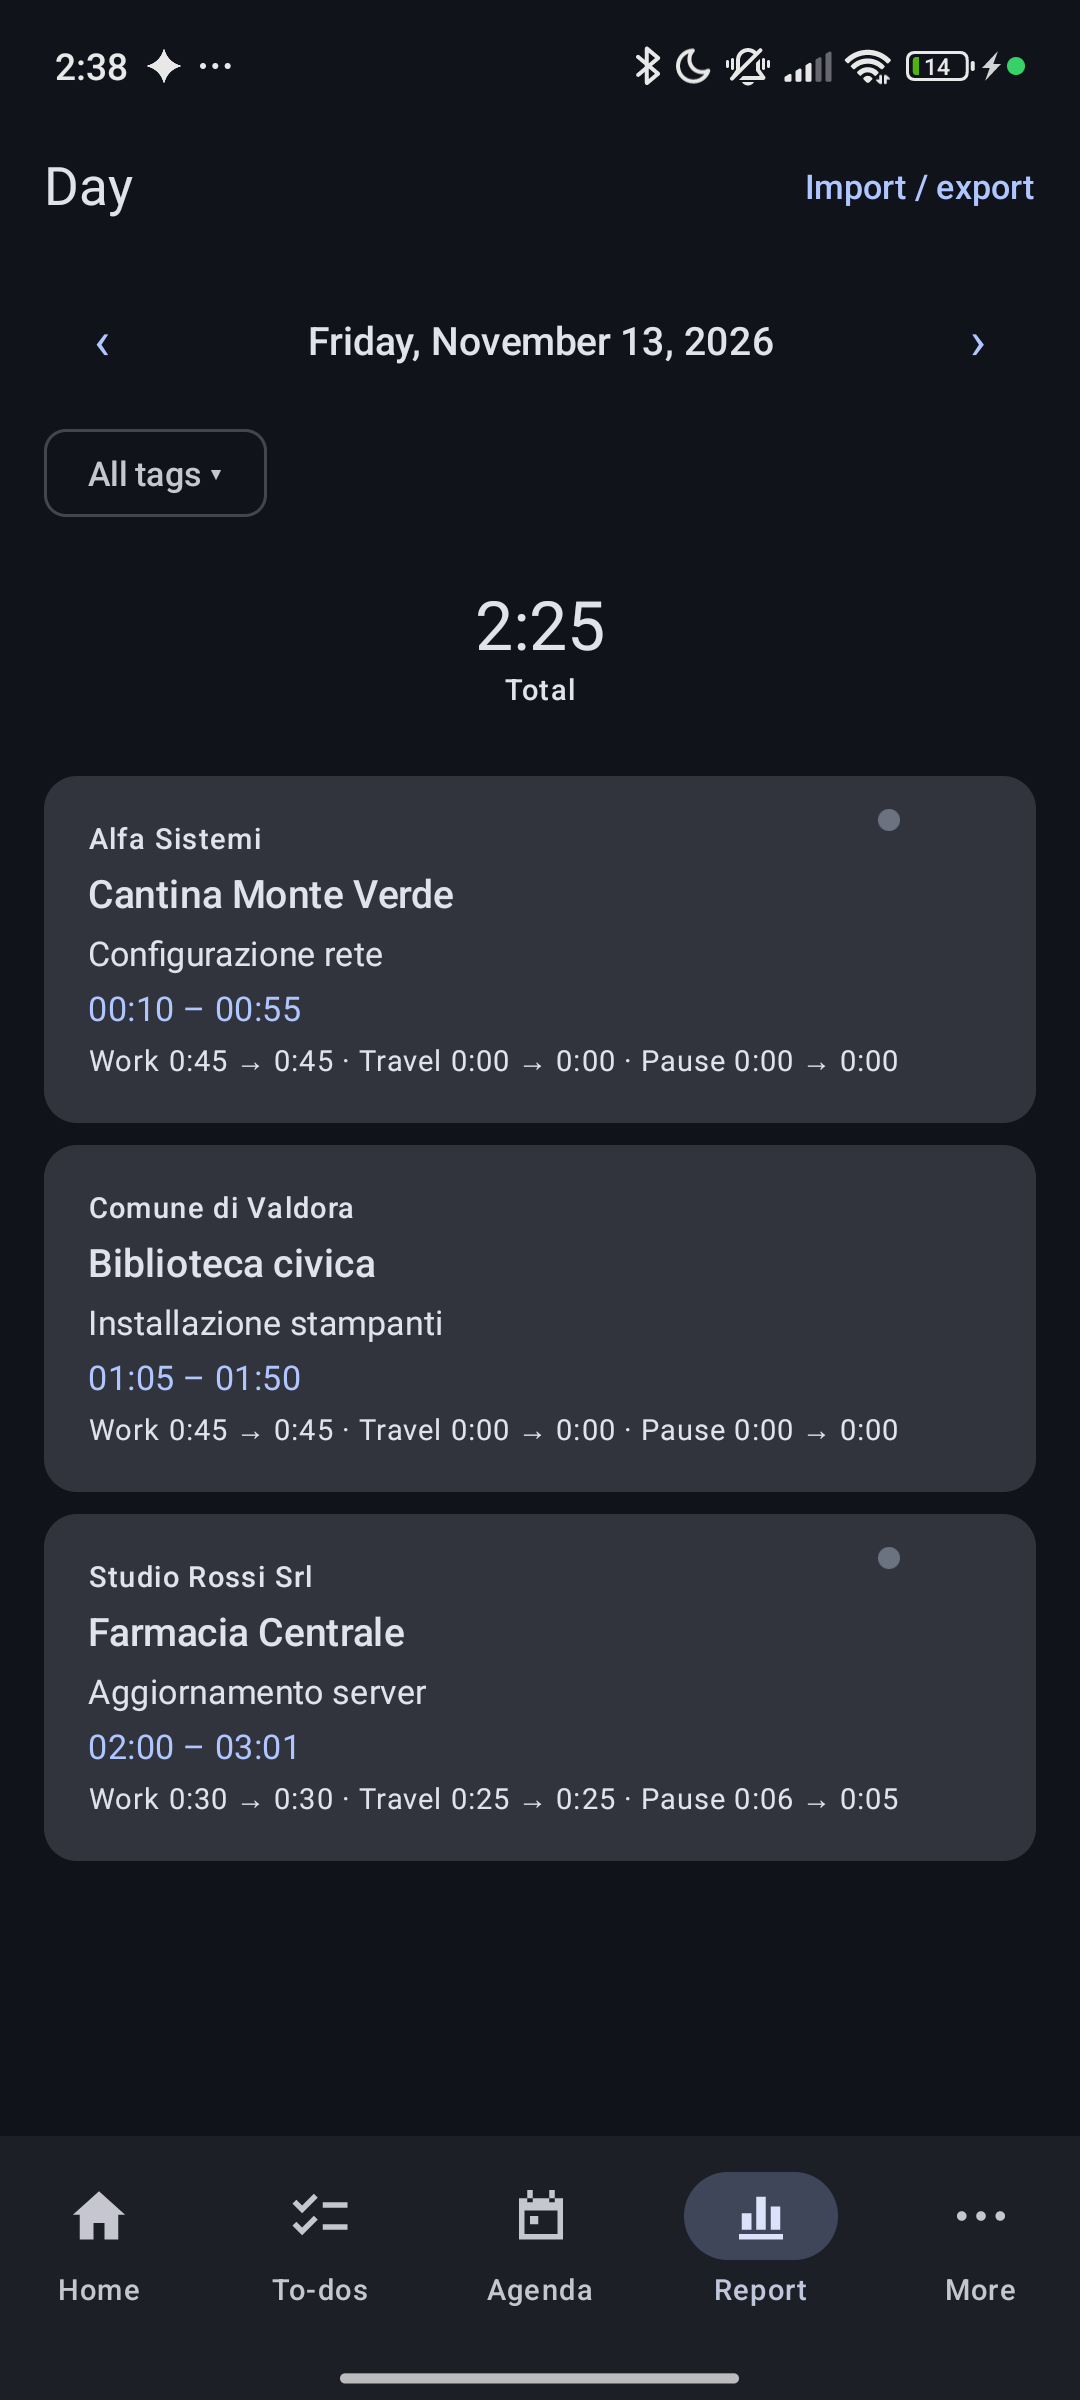 2:38
14
Day
Import / export
‹ Friday, November 13, 2026 ›
All tags ▾
2:25
Total
Alfa Sistemi
Cantina Monte Verde
Configurazione rete
00:10 – 00:55
Work 0:45 → 0:45 · Travel 0:00 → 0:00 · Pause 0:00 → 0:00
Comune di Valdora
Biblioteca civica
Installazione stampanti
01:05 – 01:50
Work 0:45 → 0:45 · Travel 0:00 → 0:00 · Pause 0:00 → 0:00
Studio Rossi Srl
Farmacia Centrale
Aggiornamento server
02:00 – 03:01
Work 0:30 → 0:30 · Travel 0:25 → 0:25 · Pause 0:06 → 0:05
Home
To-dos
Agenda
Report
More